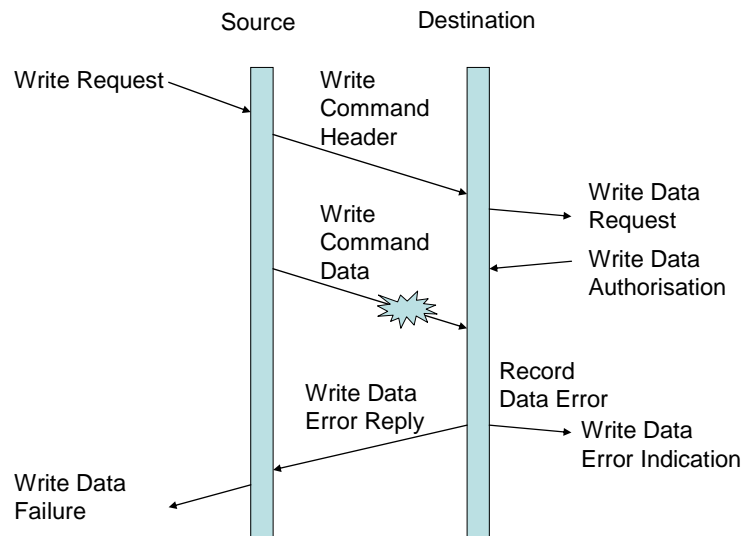 Source
Destination
Write Request
Write
Command
Header
Write Data
Request
Write
Command
Data
Write Data
Authorisation
Record
Data Error
Write Data
Error Reply
Write Data
Error Indication
Write Data
Failure